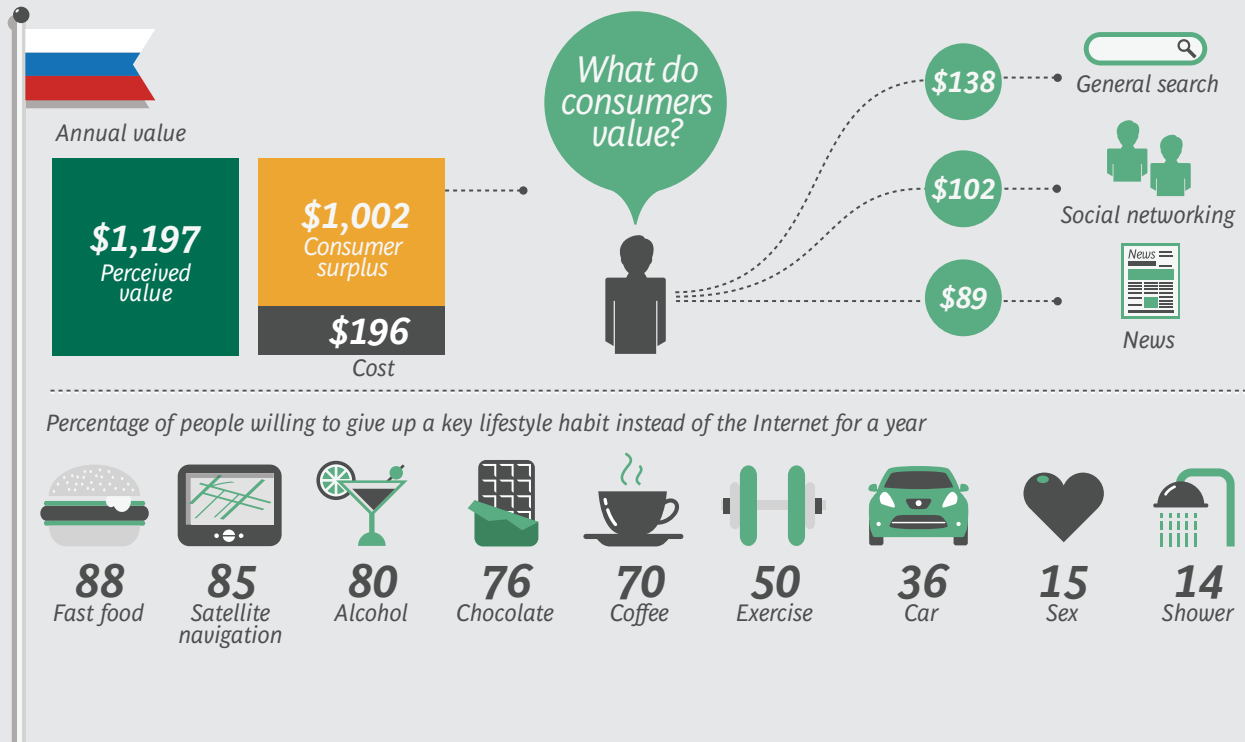 Annual value
$1,197
Perceived
value
$1,002
Consumer
surplus
$196
Cost
What do
consumers
value?
$138
General search
$102
Social networking
$89
News
News
Percentage of people willing to give up a key lifestyle habit instead of the Internet for a year
88
Fast food
85
Satellite
navigation
80
Alcohol
76
Chocolate
70
Coffee
50
Exercise
36
Car
15
Sex
14
Shower